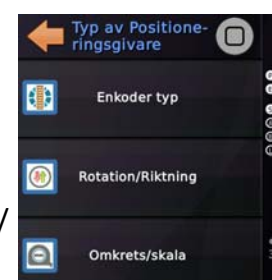 Typ av Positione-
ringsgivare
Enkoder typ
Rotation/Riktning
/
Omkrets/skala